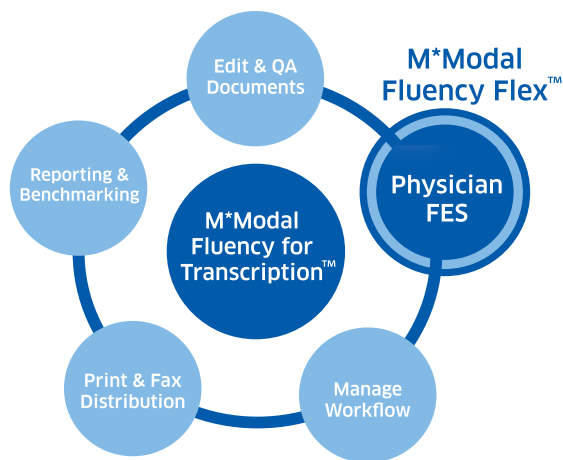 M*Modal
Fluency Flex™
Edit & QA
Documents
Physician
FES
Reporting &
Benchmarking
M*Modal
Fluency for
Transcription™
Print & Fax
Distribution
Manage
Workflow